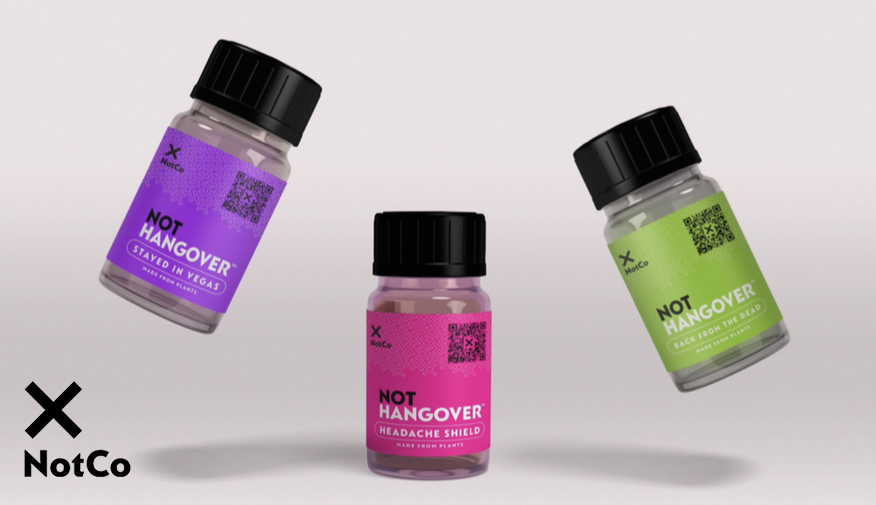 NotCo
NOT
HANGOVER™
STAYED IN VEGAS
MADE FROM PLANTS
NotCo
NOT
HANGOVER™
HEADACHE SHIELD
MADE FROM PLANTS
NotCo
NOT
HANGOVER™
BACK FROM THE DEAD
MADE FROM PLANTS
NotCo